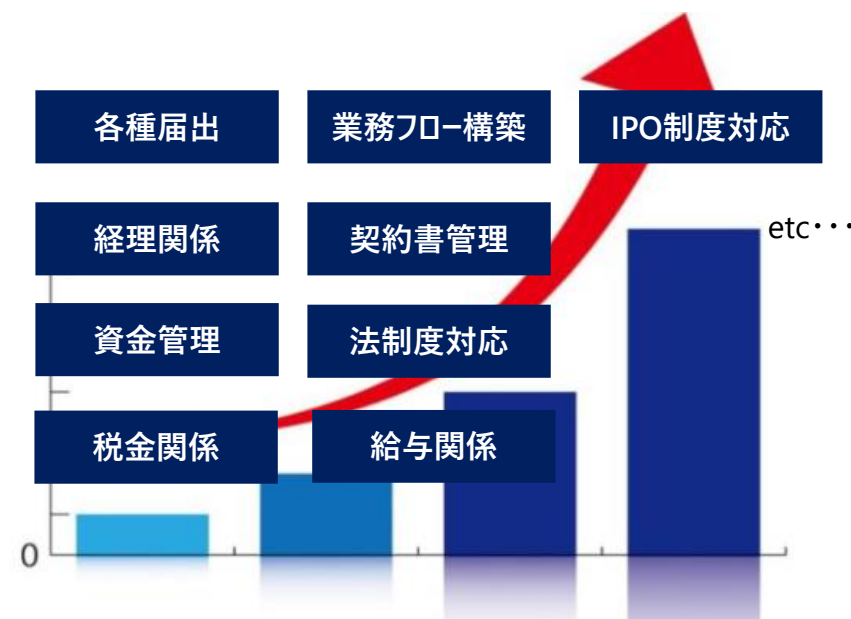 各種届出
業務フロー構築
IPO制度対応
経理関係
契約書管理
etc・・・
資金管理
法制度対応
税金関係
給与関係
0